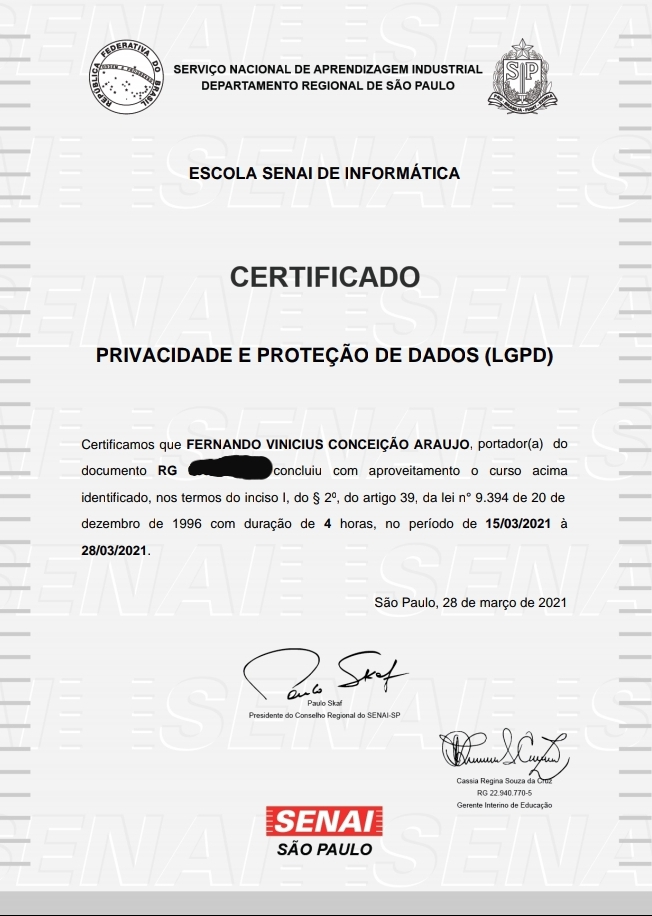 REPÚBLICA FEDERATIVA DO BRASIL
ORDEM E PROGRESSO
SP
SERVIÇO NACIONAL DE APRENDIZAGEM INDUSTRIAL
DEPARTAMENTO REGIONAL DE SÃO PAULO
ESCOLA SENAI DE INFORMÁTICA
CERTIFICADO
PRIVACIDADE E PROTEÇÃO DE DADOS (LGPD)
Certificamos que FERNANDO VINICIUS CONCEIÇÃO ARAUJO, portador(a) do
documento RG concluiu com aproveitamento o curso acima
identificado, nos termos do inciso I, do § 2º, do artigo 39, da lei n° 9.394 de 20 de
dezembro de 1996 com duração de 4 horas, no período de 15/03/2021 à
28/03/2021.
São Paulo, 28 de março de 2021
Paulo Skaf
Paulo Skaf
Presidente do Conselho Regional do SENAI-SP
Cassia Regina Souza da Cruz
RG 22.940.770-5
Gerente Interino de Educação
SENAI
SÃO PAULO